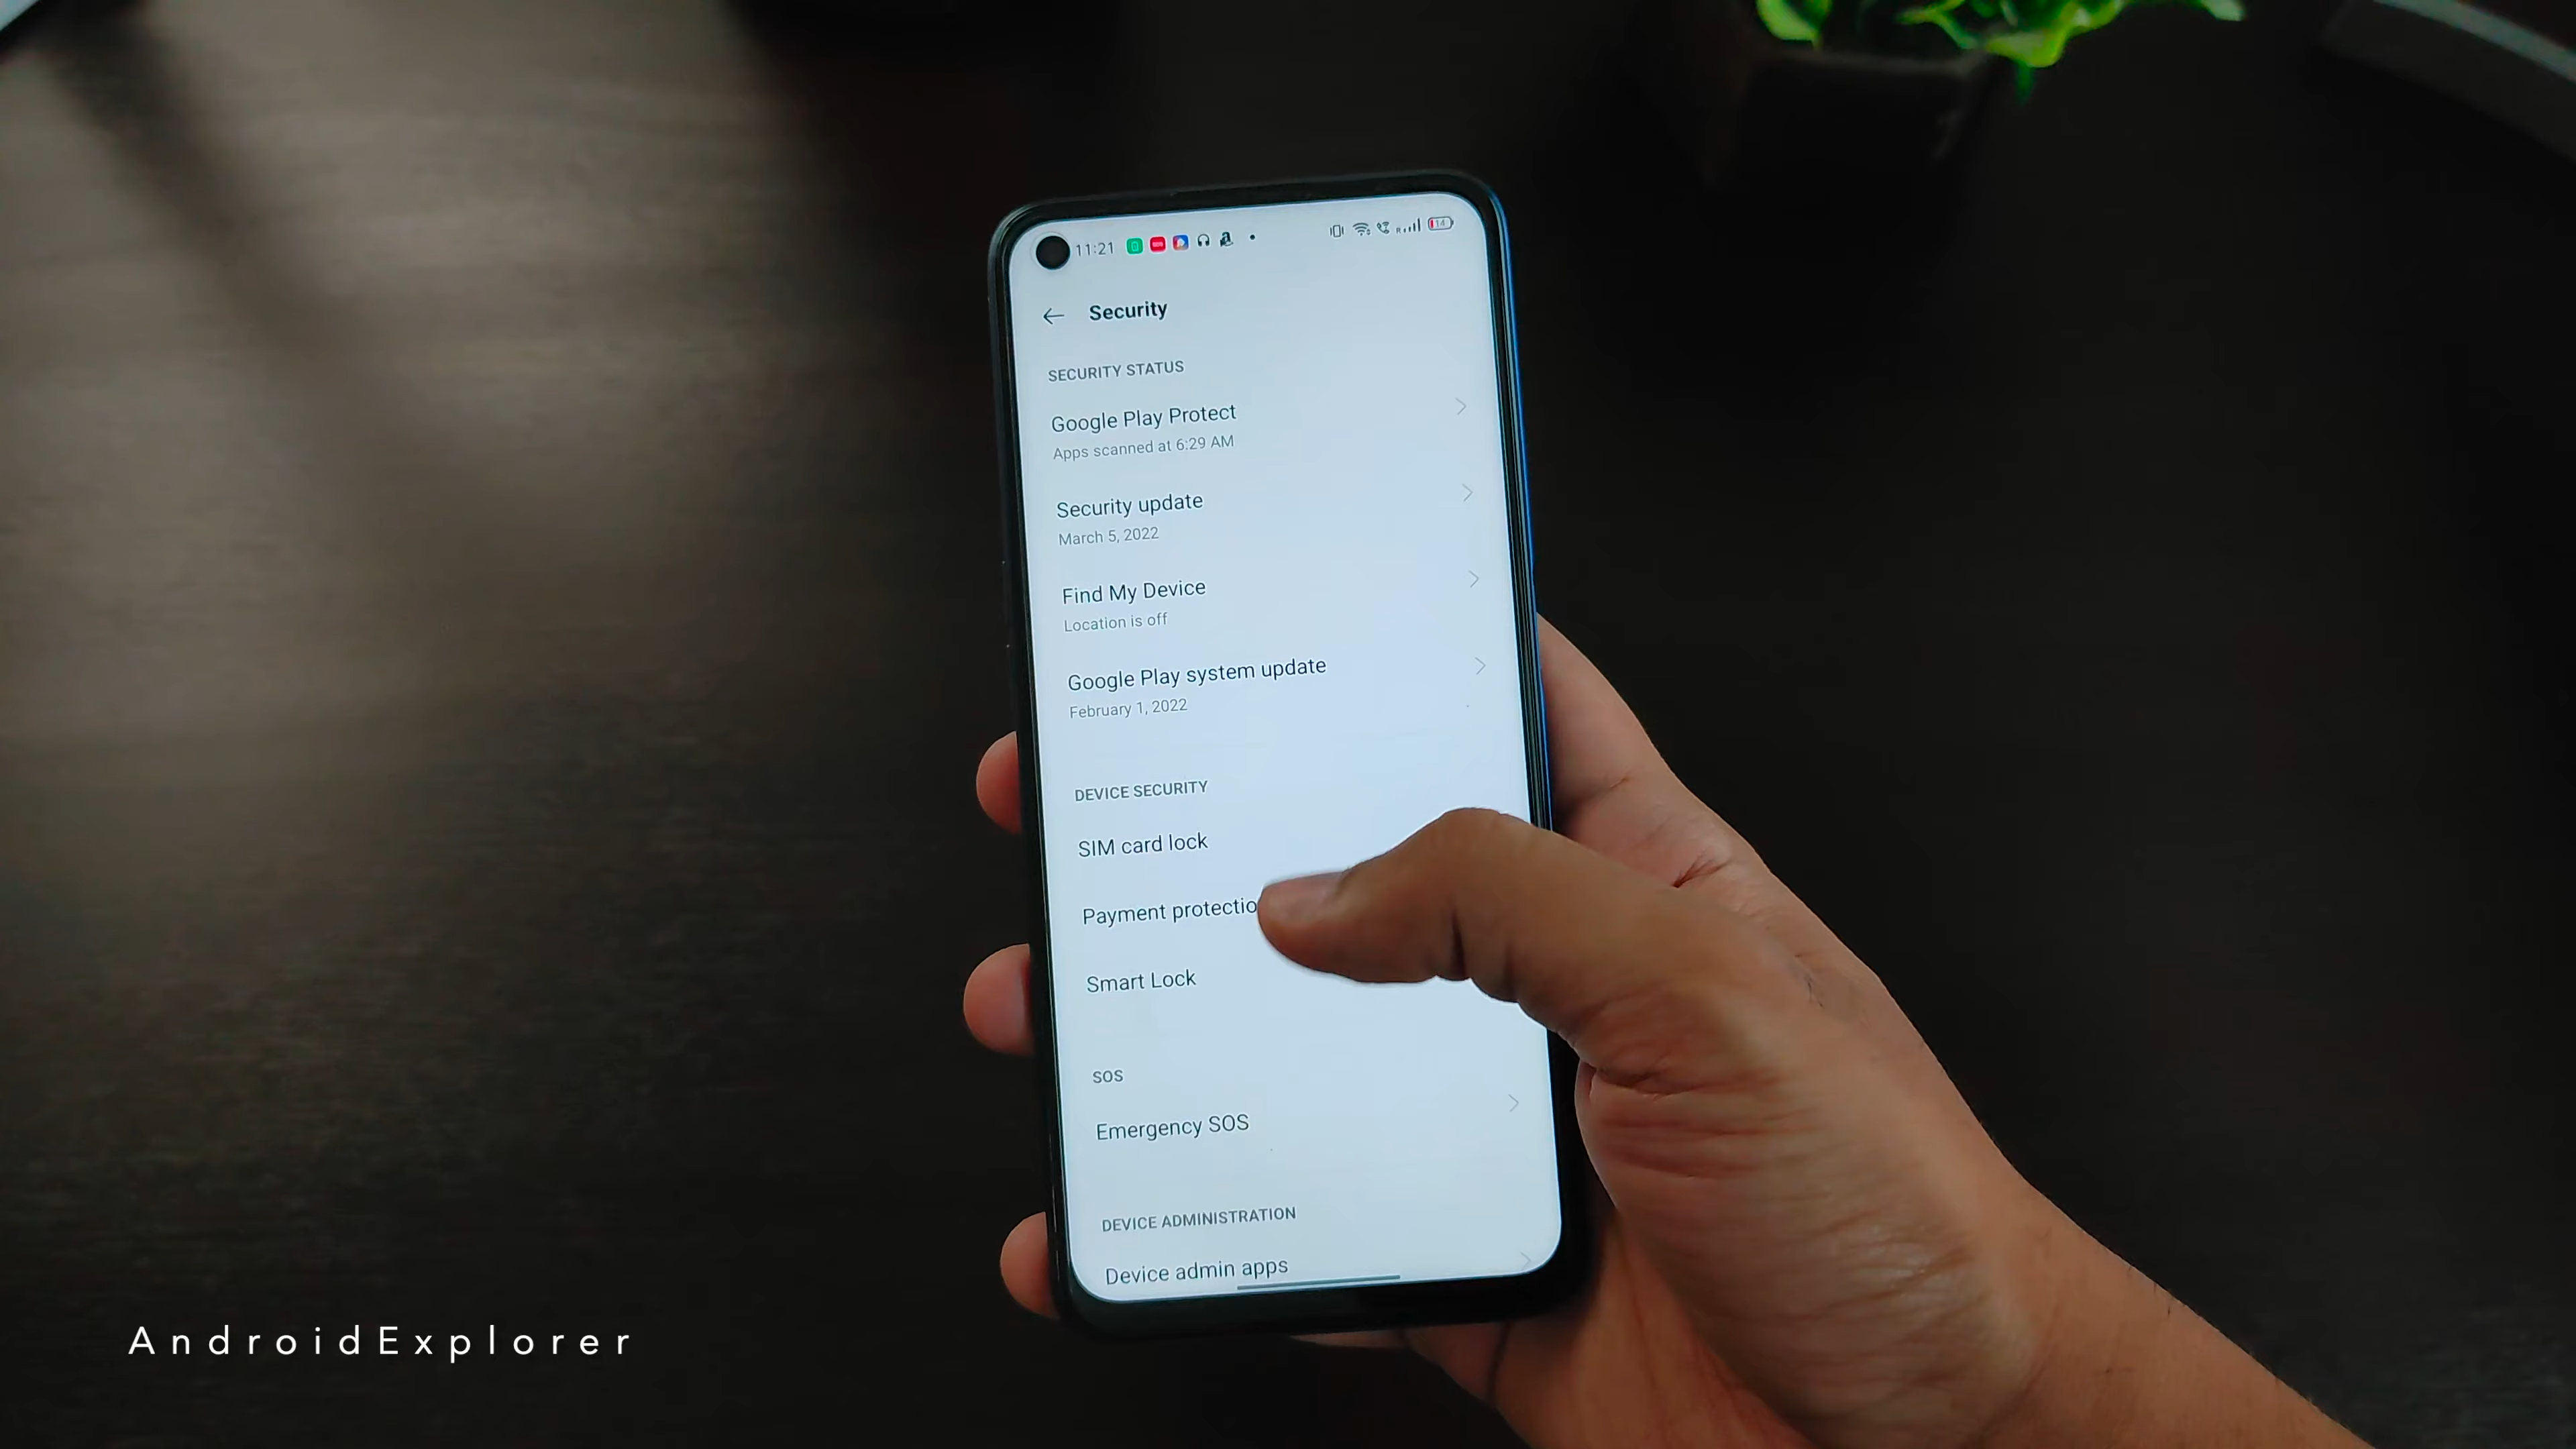 11:21
14
Security
SECURITY STATUS
Google Play Protect
Apps scanned at 6:29 AM
Security update
March 5, 2022
Find My Device
Location is off
Google Play system update
February 1, 2022
DEVICE SECURITY
SIM card lock
Payment protectio
Smart Lock
SOS
Emergency SOS
DEVICE ADMINISTRATION
Device admin apps
AndroidExplorer